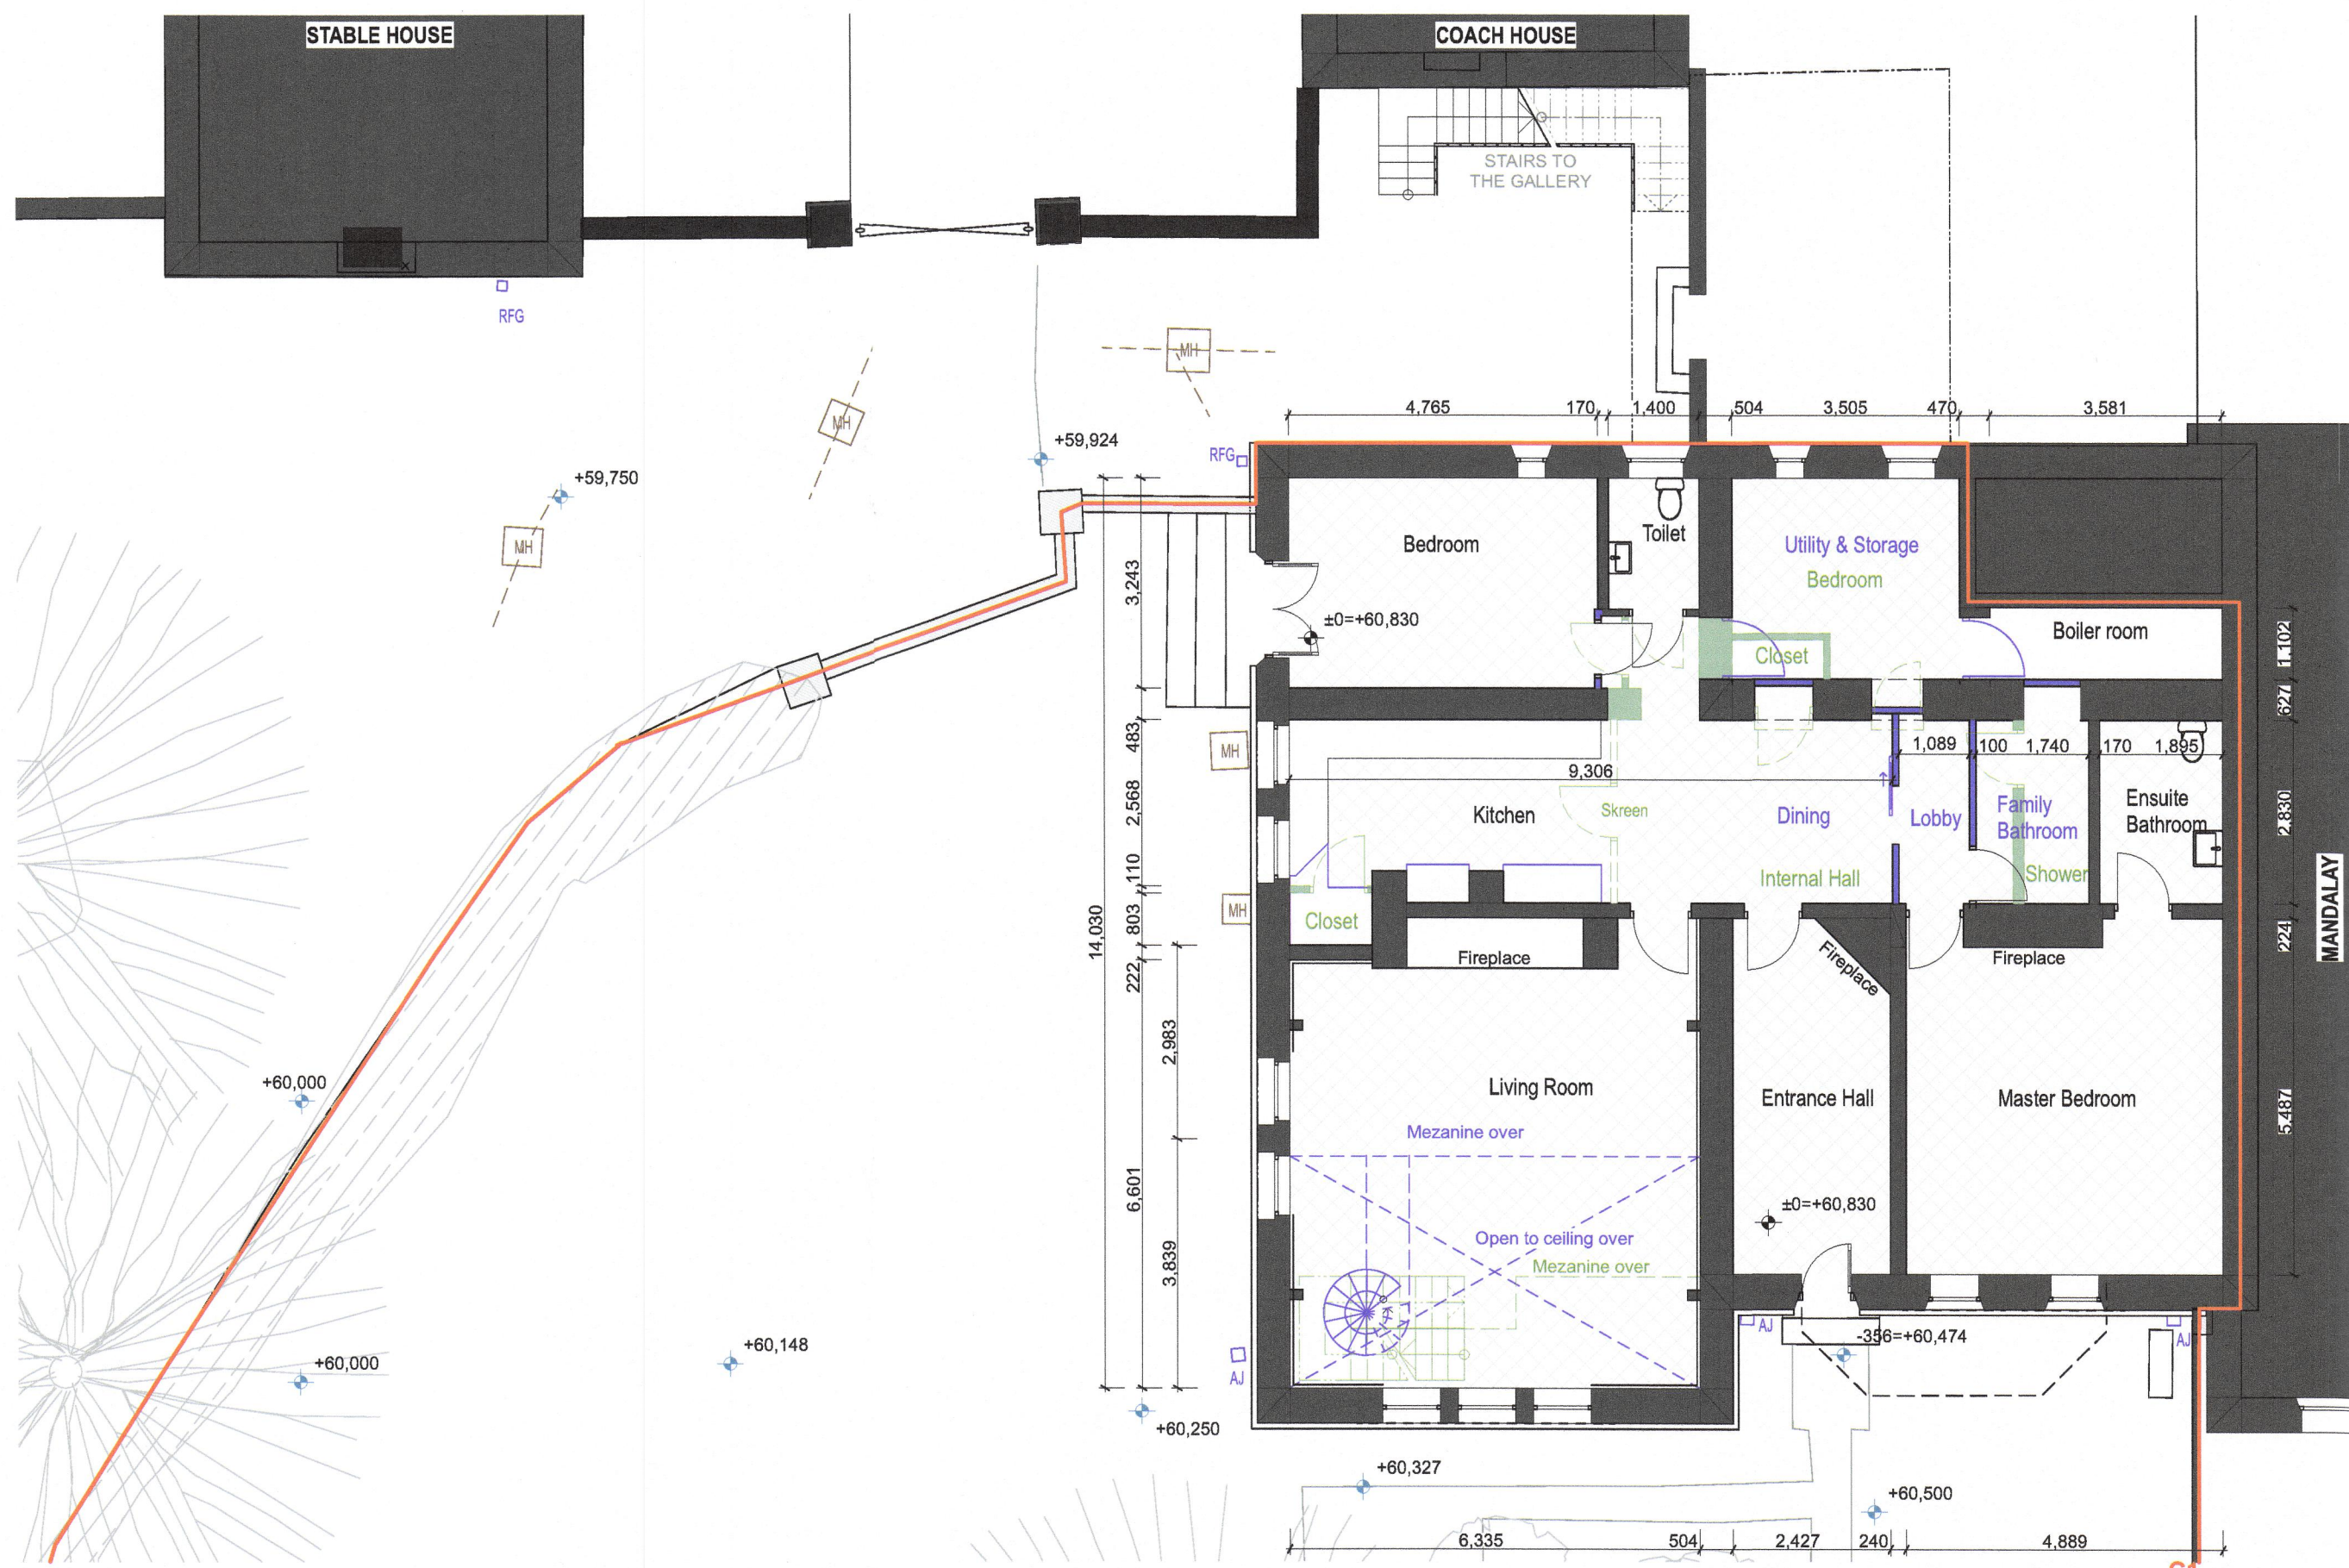 STABLE HOUSE
COACH HOUSE
STAIRS TO
THE GALLERY
RFG
MH
MH
4,765
170
1,400
504
3,505
470
3,581
+59,924
RFG
+59,750
MH
Bedroom
Toilet
Utility & Storage
Bedroom
3,243
±0=+60,830
Boiler room
1.102
Closet
627
483
MH
1,089
100
1,740
170
1,895
9,306
2,568
Kitchen
Skreen
Dining
Lobby
Family
Bathroom
Ensuite
Bathroom
2,830
110
Internal Hall
Shower
MANDALAY
MH
803
Closet
14,030
224
222
Fireplace
Fireplace
Fireplace
2,983
+60,000
Living Room
Entrance Hall
Master Bedroom
5,487
Mezanine over
6,601
±0=+60,830
Open to ceiling over
3,839
Mezanine over
AJ
-356=+60,474
AJ
+60,148
+60,000
AJ
+60,250
+60,327
+60,500
6,335
504
2,427
240
4,889